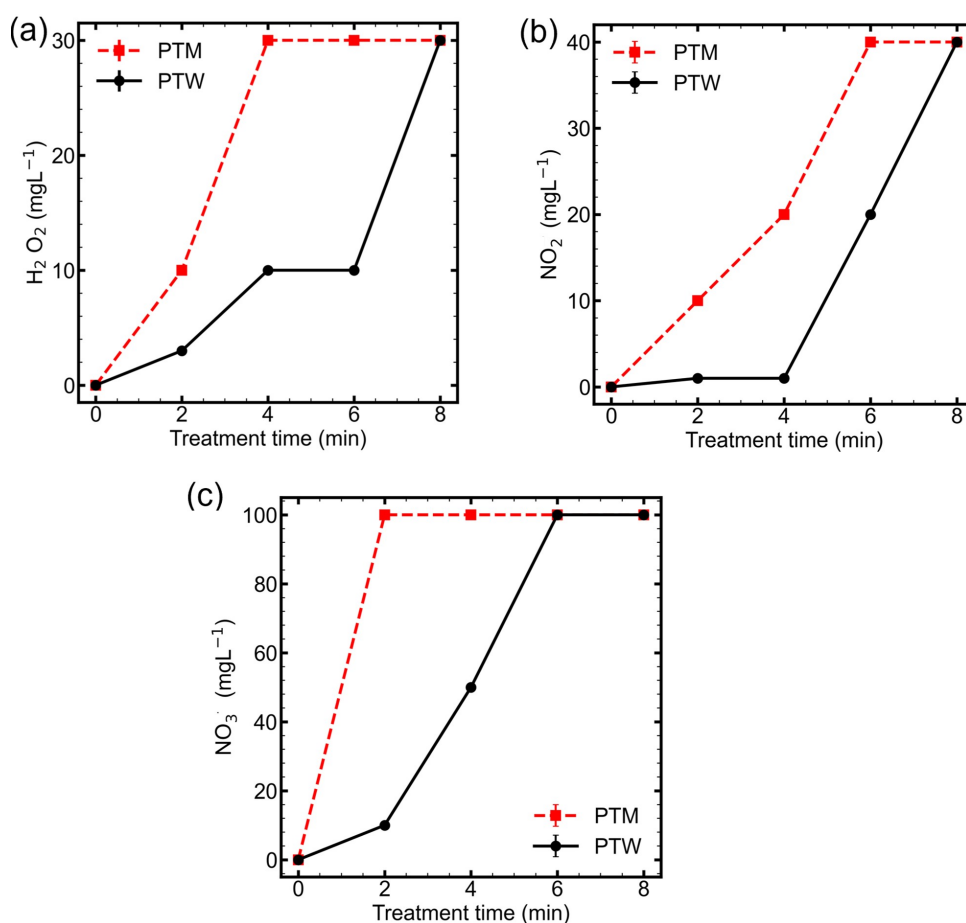 (a)
30
20
10
0
H₂ O₂ (mgL⁻¹)
PTM
PTW
0 2 4 6 8
Treatment time (min)
(b)
40
30
20
10
0
NO₂ (mgL⁻¹)
PTM
PTW
0 2 4 6 8
Treatment time (min)
(c)
100
80
60
40
20
0
NO₃˙ (mgL⁻¹)
PTM
PTW
0 2 4 6 8
Treatment time (min)